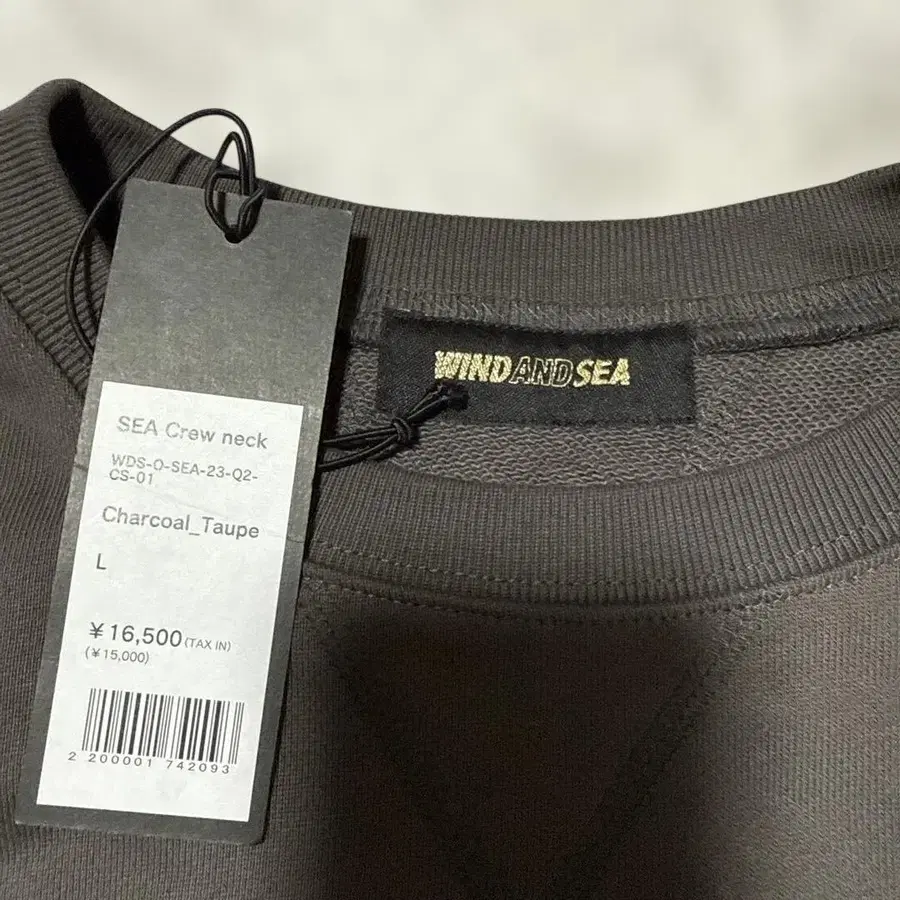 WINDANDSEA
SEA Crew neck
WDS-O-SEA-23-Q2-
CS-01
Charcoal_Taupe
L
¥16,500(TAX IN)
(¥15,000)
2 200001 742093